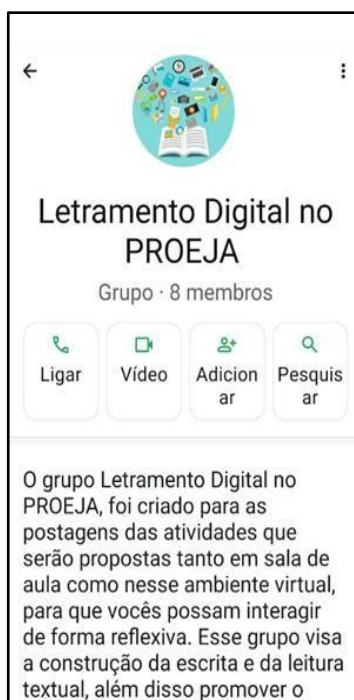 Letramento Digital no
PROEJA
Grupo · 8 membros
Ligar
Vídeo
Adicion
ar
Pesquis
ar
O grupo Letramento Digital no
PROEJA, foi criado para as
postagens das atividades que
serão propostas tanto em sala de
aula como nesse ambiente virtual,
para que vocês possam interagir
de forma reflexiva. Esse grupo visa
a construção da escrita e da leitura
textual, além disso promover o